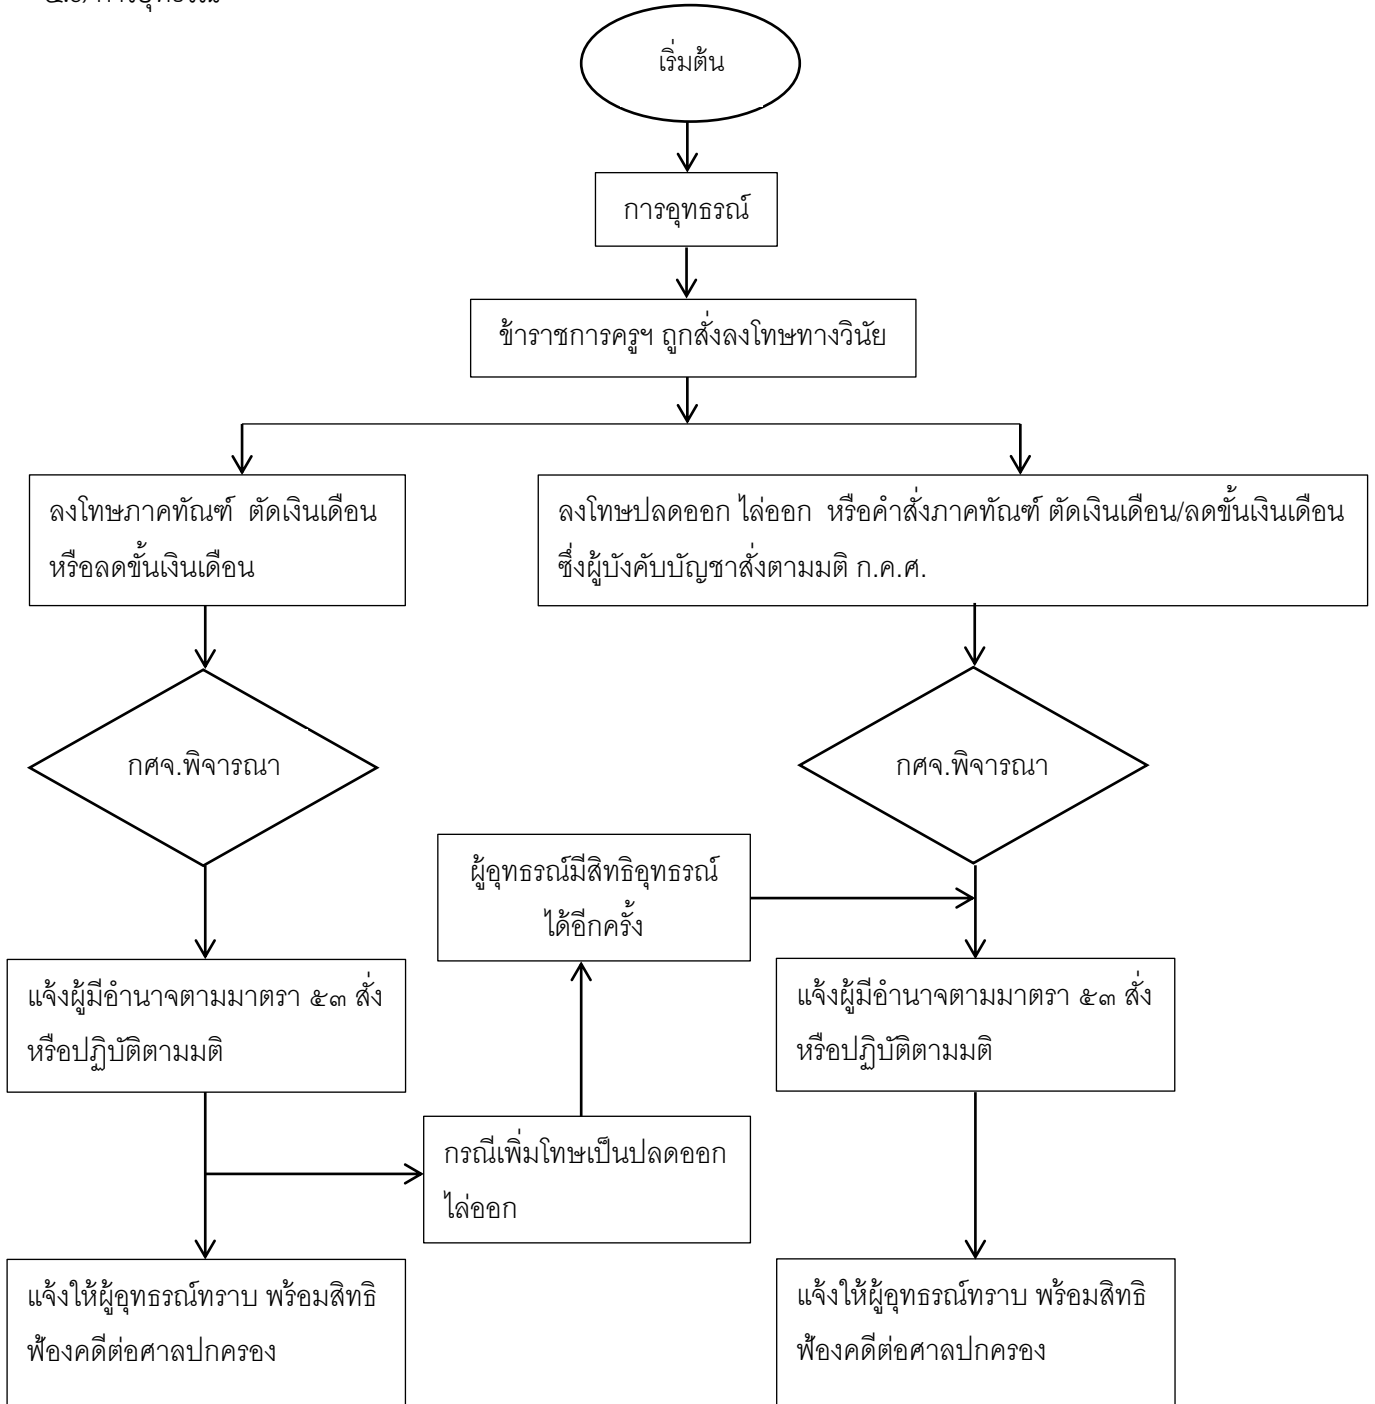 เริ่มต้น
การอุทธรณ์
ข้าราชการครูฯ ถูกสั่งลงโทษทางวินัย
ลงโทษภาคทัณฑ์ ตัดเงินเดือน
หรือลดขั้นเงินเดือน
ลงโทษปลดออก ไล่ออก หรือคำสั่งภาคทัณฑ์ ตัดเงินเดือน/ลดขั้นเงินเดือน
ซึ่งผู้บังคับบัญชาสั่งตามมติ ก.ค.ศ.
กศจ.พิจารณา
กศจ.พิจารณา
ผู้อุทธรณ์มีสิทธิอุทธรณ์
ได้อีกครั้ง
แจ้งผู้มีอำนาจตามมาตรา ๕๓ สั่ง
หรือปฏิบัติตามมติ
แจ้งผู้มีอำนาจตามมาตรา ๕๓ สั่ง
หรือปฏิบัติตามมติ
กรณีเพิ่มโทษเป็นปลดออก
ไล่ออก
แจ้งให้ผู้อุทธรณ์ทราบ พร้อมสิทธิ
ฟ้องคดีต่อศาลปกครอง
แจ้งให้ผู้อุทธรณ์ทราบ พร้อมสิทธิ
ฟ้องคดีต่อศาลปกครอง